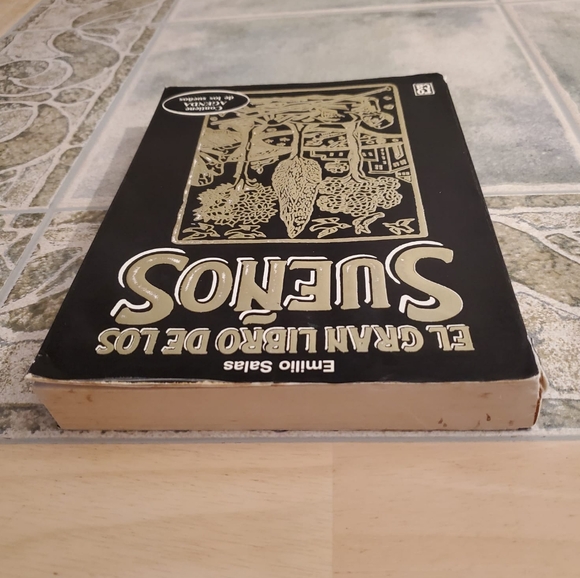 Emilio Salas
EL GRAN LIBRO DE LOS
SUEÑOS
Contiene
AGENDA
de los sueños